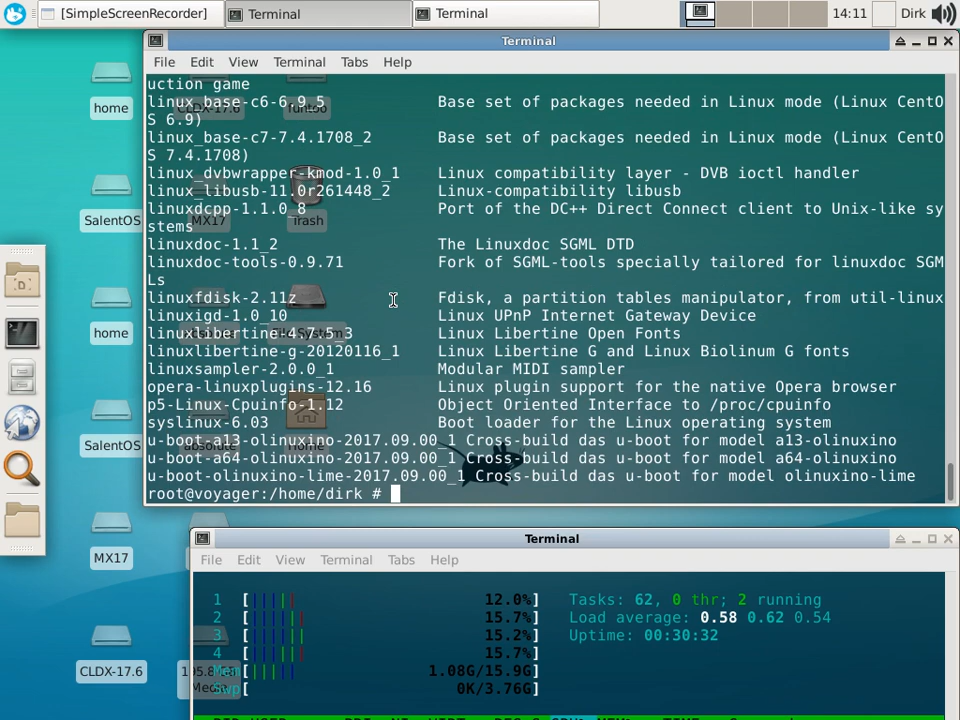 [SimpleScreenRecorder]
Terminal
Terminal
14:11
Dirk
Terminal
File Edit View Terminal Tabs Help
uction game
linux_base-c6-6.9_5 Base set of packages needed in Linux mode (Linux CentO
S 6.9)
linux_base-c7-7.4.1708_2 Base set of packages needed in Linux mode (Linux CentO
S 7.4.1708)
linux_dvbwrapper-kmod-1.0_1 Linux compatibility layer - DVB ioctl handler
linux_libusb-11.0r261448_2 Linux-compatibility libusb
linuxdcpp-1.1.0_8 Port of the DC++ Direct Connect client to Unix-like sy
stems
linuxdoc-1.1_2 The Linuxdoc SGML DTD
linuxdoc-tools-0.9.71 Fork of SGML-tools specially tailored for linuxdoc SGM
Ls
linuxfdisk-2.11z Fdisk, a partition tables manipulator, from util-linux
linuxigd-1.0_10 Linux UPnP Internet Gateway Device
linuxlibertine-4.7.5_3 Linux Libertine Open Fonts
linuxlibertine-g-20120116_1 Linux Libertine G and Linux Biolinum G fonts
linuxsampler-2.0.0_1 Modular MIDI sampler
opera-linuxplugins-12.16 Linux plugin support for the native Opera browser
p5-Linux-Cpuinfo-1.12 Object Oriented Interface to /proc/cpuinfo
syslinux-6.03 Boot loader for the Linux operating system
u-boot-a13-olinuxino-2017.09.00_1 Cross-build das u-boot for model a13-olinuxino
u-boot-a64-olinuxino-2017.09.00_1 Cross-build das u-boot for model a64-olinuxino
u-boot-olinuxino-lime-2017.09.00_1 Cross-build das u-boot for model olinuxino-lime
root@voyager:/home/dirk #
home
CLDX-17.6
funtoo
SalentOS
MX17
Trash
home
SalentOS
absolute
Home
MX17
CLDX-17.6
Terminal
File Edit View Terminal Tabs Help
1 [||||| 12.0%] Tasks: 62, 0 thr; 2 running
2 [|||||| 15.7%] Load average: 0.58 0.62 0.54
3 [|||||| 15.2%] Uptime: 00:30:32
4 [|||||| 15.7%]
Mem[||||| 1.08G/15.9G]
Swp[ 0K/3.76G]